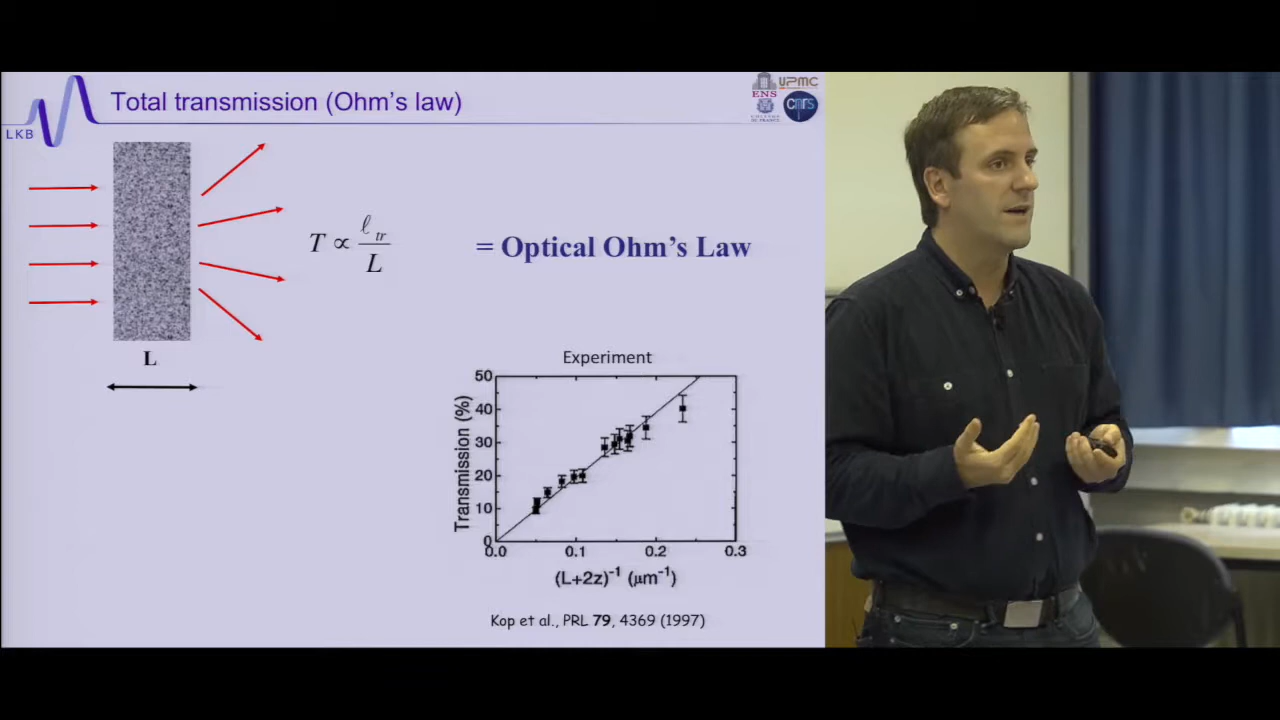 Total transmission (Ohm's law)
LKB
ENS
UPMC
cnrs
T ∝ ℓtr / L
= Optical Ohm's Law
L
Experiment
Transmission (%)
50
40
30
20
10
0
0.0 0.1 0.2 0.3
(L+2z)⁻¹ (μm⁻¹)
Kop et al., PRL 79, 4369 (1997)